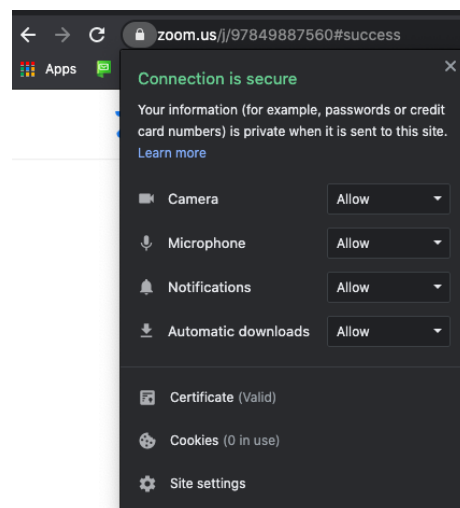 zoom.us/j/97849887560#success
Apps
Connection is secure
Your information (for example, passwords or credit
card numbers) is private when it is sent to this site.
Learn more
Camera Allow
Microphone Allow
Notifications Allow
Automatic downloads Allow
Certificate (Valid)
Cookies (0 in use)
Site settings